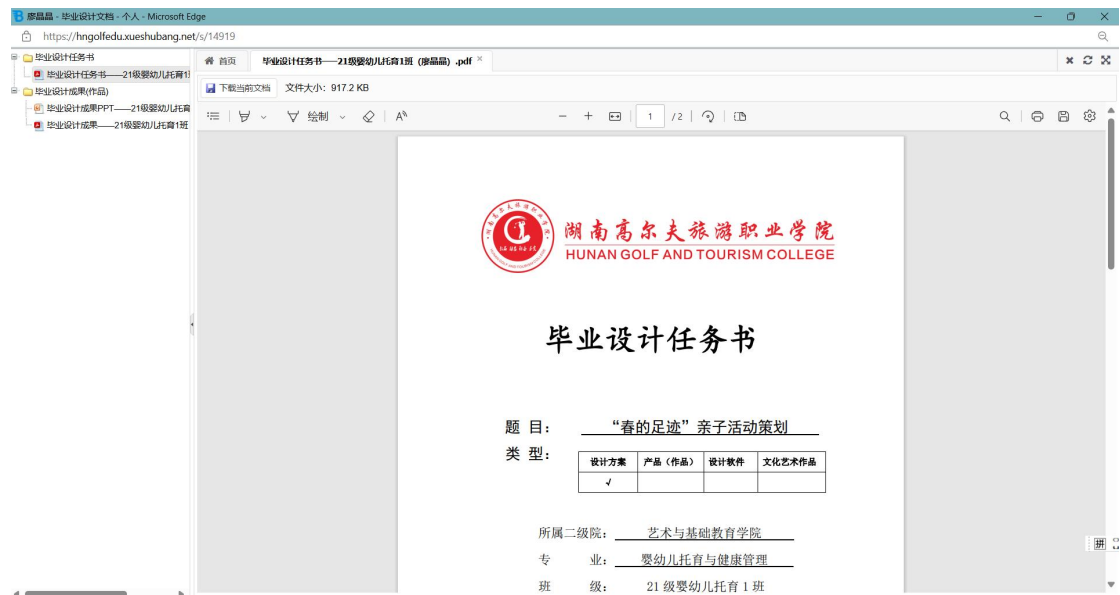 廖晶晶 - 毕业设计文档 - 个人 - Microsoft Edge
https://hngolfedu.xueshubang.net/s/14919
毕业设计任务书
毕业设计任务书——21级婴幼儿托育1班
毕业设计成果(作品)
毕业设计成果PPT——21级婴幼儿托育
毕业设计成果——21级婴幼儿托育1班
首页
毕业设计任务书——21级婴幼儿托育1班 (廖晶晶) .pdf
下载当前文档 文件大小: 917.2 KB
绘制
1 /2
湖南高尔夫旅游职业学院
HUNAN GOLF AND TOURISM COLLEGE
毕业设计任务书
题 目: “春的足迹”亲子活动策划
类 型:
设计方案 产品（作品） 设计软件 文化艺术作品
√
所属二级院: 艺术与基础教育学院
专 业: 婴幼儿托育与健康管理
班 级: 21 级婴幼儿托育 1 班
拼